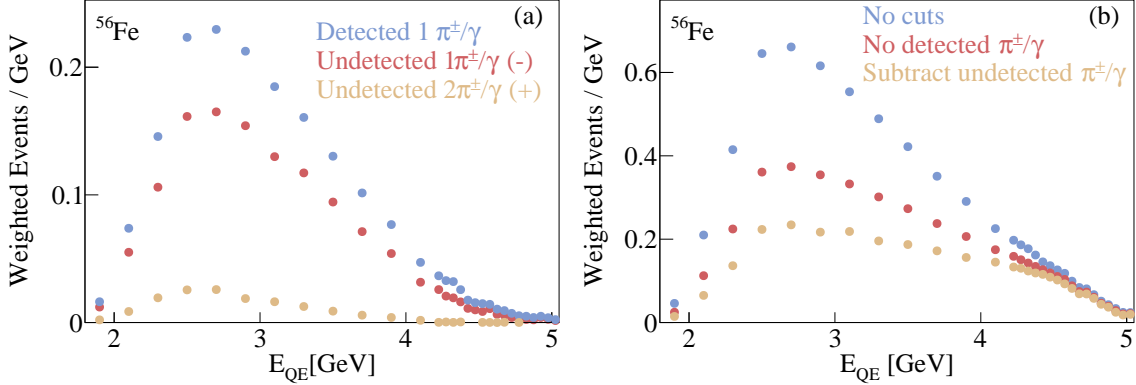 ⁵⁶Fe
(a)
Detected 1 π±/γ
Undetected 1π±/γ (-)
Undetected 2π±/γ (+)
Weighted Events / GeV
0.2
0.1
0
2 3 4 5
E_QE[GeV]
⁵⁶Fe
(b)
No cuts
No detected π±/γ
Subtract undetected π±/γ
Weighted Events / GeV
0.6
0.4
0.2
0
2 3 4 5
E_QE[GeV]